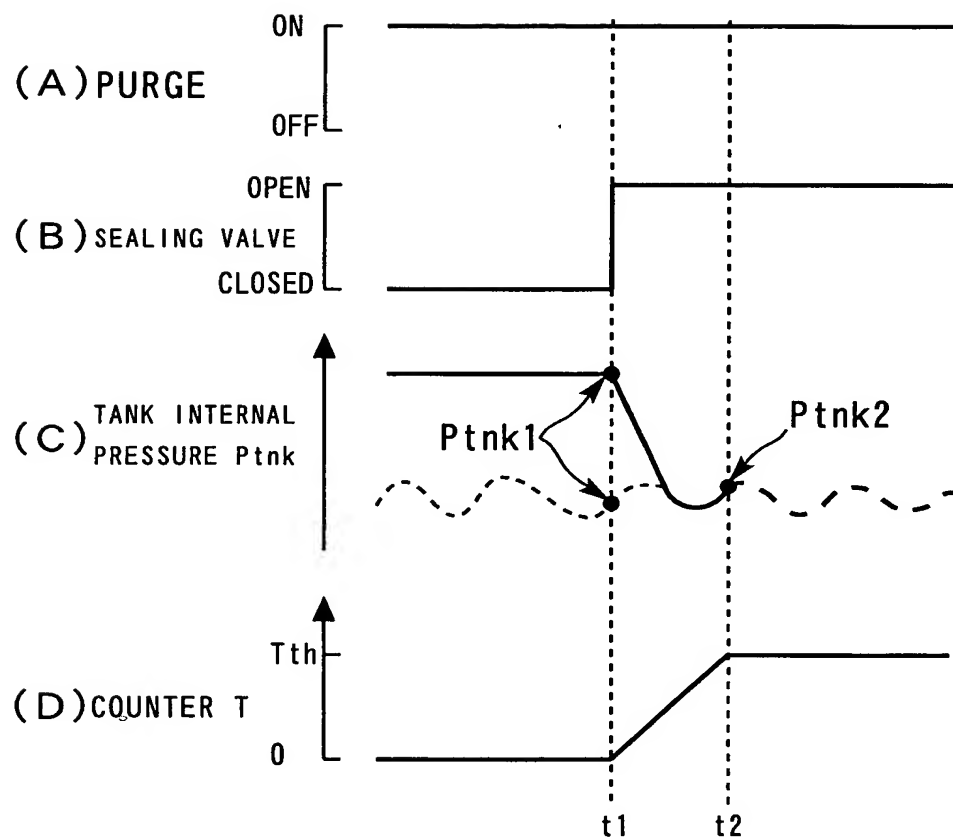 ON
(A) PURGE
OFF
OPEN
(B) SEALING VALVE
CLOSED
(C) TANK INTERNAL
PRESSURE Ptnk
Ptnk1
Ptnk2
Tth
(D) COUNTER T
0
t1
t2